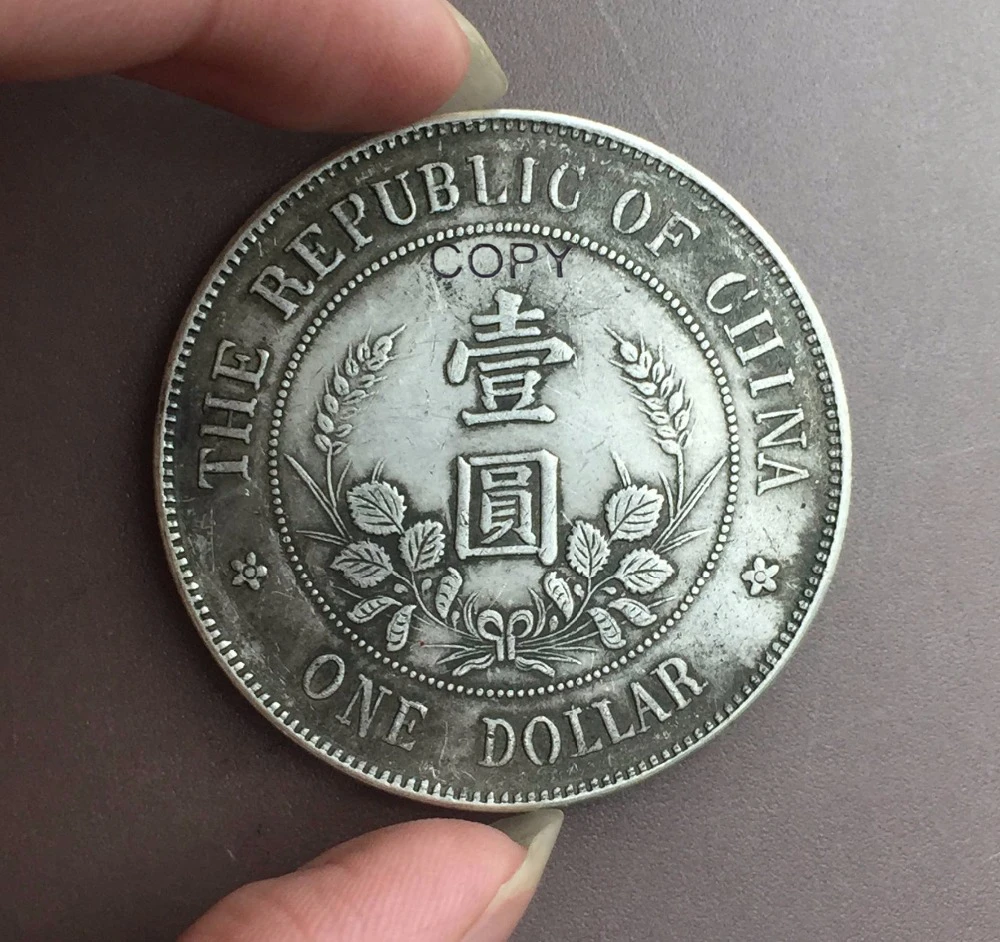 THE REPUBLIC OF CHINA
COPY
壹
圓
ONE DOLLAR